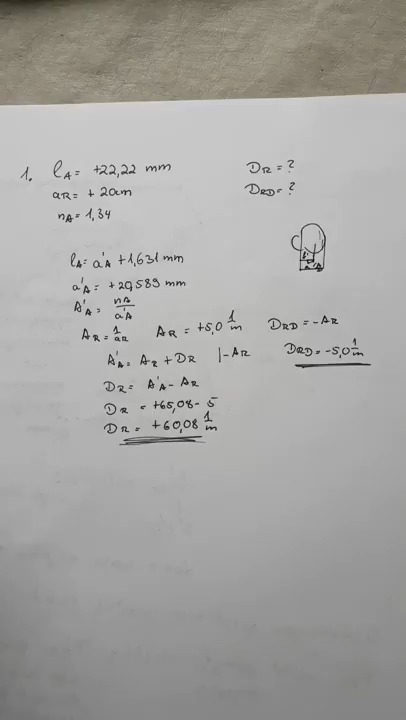 1. lA = +22,22 mm DR = ?
aR = +20cm DRD = ?
nA = 1,34
lA = a'A + 1,631 mm
a'A = +20,589 mm
A'A = nA/a'A
AR = 1/aR AR = +5,0 1/m DRD = -AR
A'A = AR + DR |-AR DRD = -5,0 1/m
DR = A'A - AR
DR = +65,08 - 5
DR = +60,08 1/m